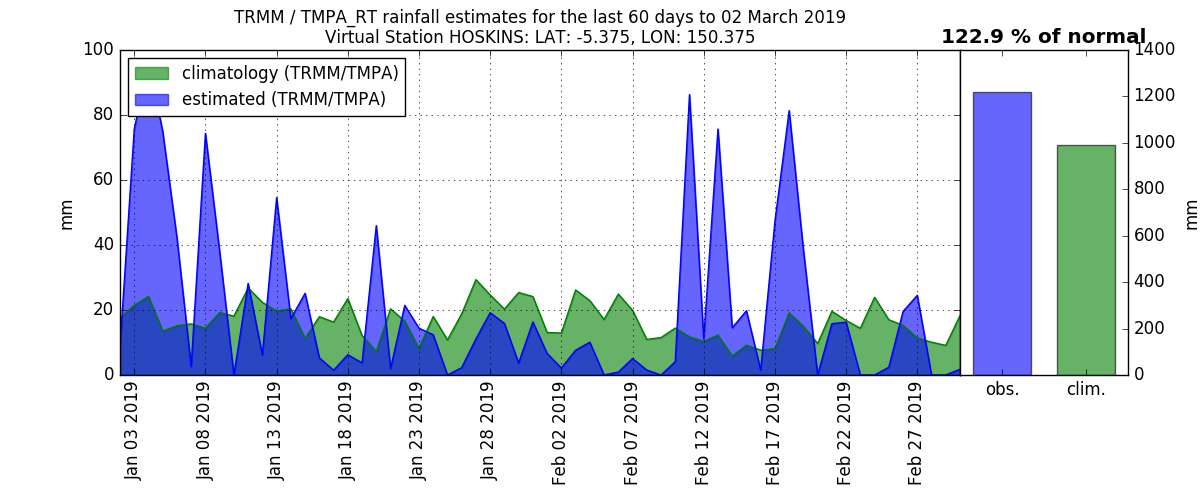 TRMM / TMPA_RT rainfall estimates for the last 60 days to 02 March 2019
Virtual Station HOSKINS: LAT: -5.375, LON: 150.375
122.9 % of normal
climatology (TRMM/TMPA)
estimated (TRMM/TMPA)
100
80
60
40
20
0
mm
Jan 03 2019
Jan 08 2019
Jan 13 2019
Jan 18 2019
Jan 23 2019
Jan 28 2019
Feb 02 2019
Feb 07 2019
Feb 12 2019
Feb 17 2019
Feb 22 2019
Feb 27 2019
obs.
clim.
1400
1200
1000
800
600
400
200
0
mm